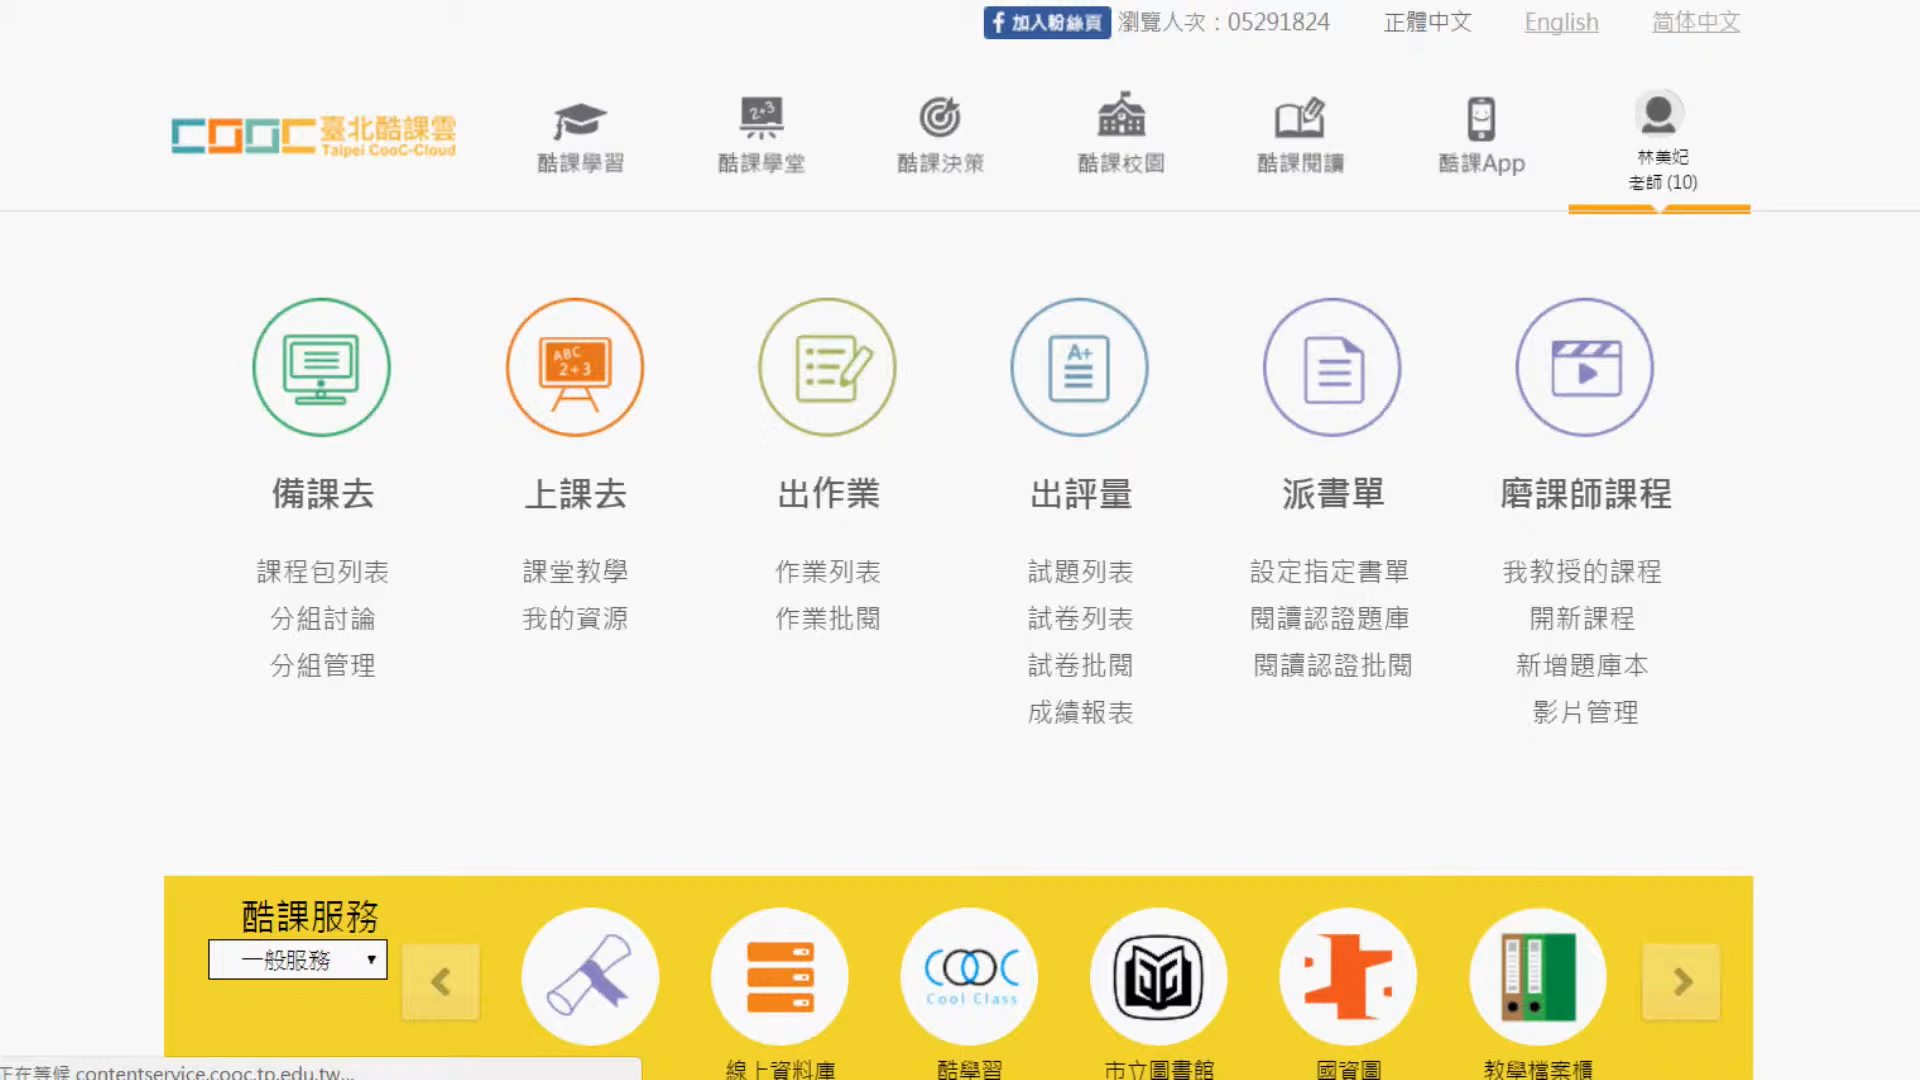 加入粉絲頁 瀏覽人次：05291824 正體中文 English 简体中文
COOC 臺北酷課雲
Taipei CooC-Cloud
酷課學習 酷課學堂 酷課決策 酷課校園 酷課閱讀 酷課App
林美妃
老師 (10)
ABC
2+3
A+
備課去 上課去 出作業 出評量 派書單 磨課師課程
課程包列表 課堂教學 作業列表 試題列表 設定指定書單 我教授的課程
分組討論 我的資源 作業批閱 試卷列表 閱讀認證題庫 開新課程
分組管理 試卷批閱 閱讀認證批閱 新增題庫本
成績報表 影片管理
酷課服務
一般服務
COOC
Cool Class
線上資料庫 酷學習 市立圖書館 國資圖 教學檔案櫃
正在等候 contentservice.cooc.tp.edu.tw...